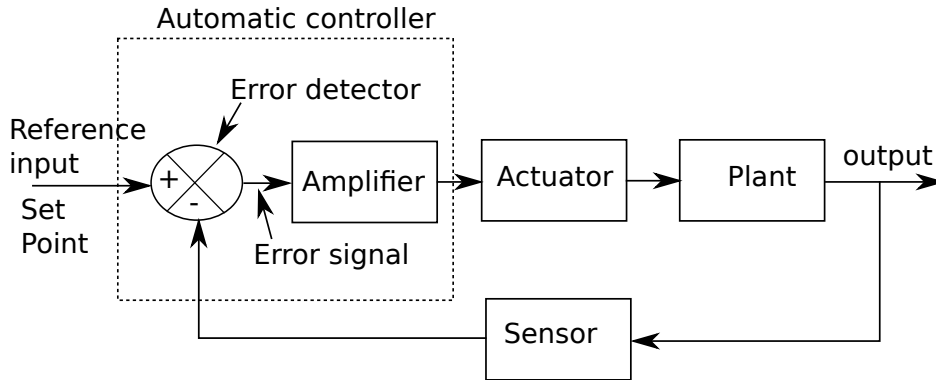 Automatic controller
Error detector
Reference
input
+
-
Set
Point
Error signal
Amplifier
Actuator
Plant
output
Sensor